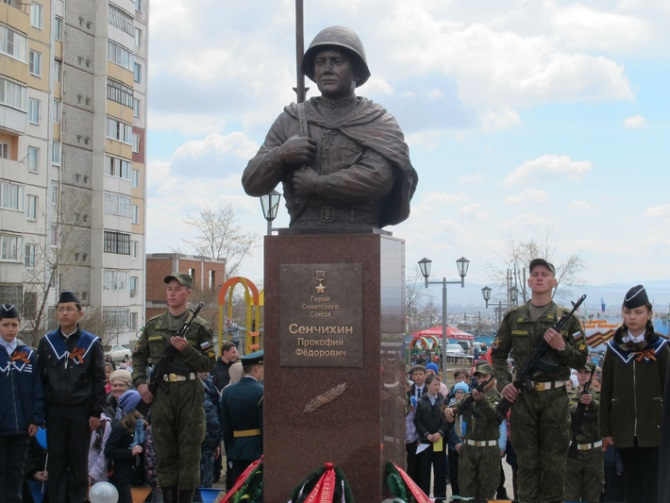 Герой
Советского
Союза
Сенчихин
Прокофий
Фёдорович